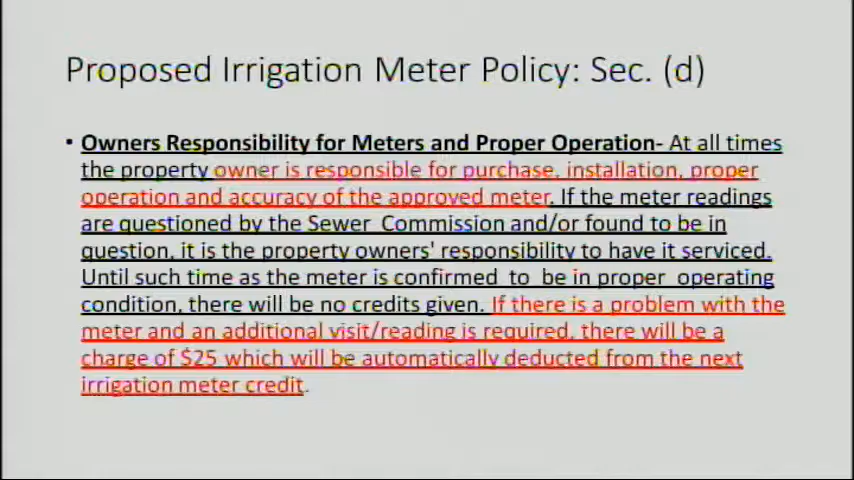 Proposed Irrigation Meter Policy: Sec. (d)
• Owners Responsibility for Meters and Proper Operation- At all times
the property owner is responsible for purchase, installation, proper
operation and accuracy of the approved meter. If the meter readings
are questioned by the Sewer Commission and/or found to be in
question, it is the property owners' responsibility to have it serviced.
Until such time as the meter is confirmed to be in proper operating
condition, there will be no credits given. If there is a problem with the
meter and an additional visit/reading is required, there will be a
charge of $25 which will be automatically deducted from the next
irrigation meter credit.